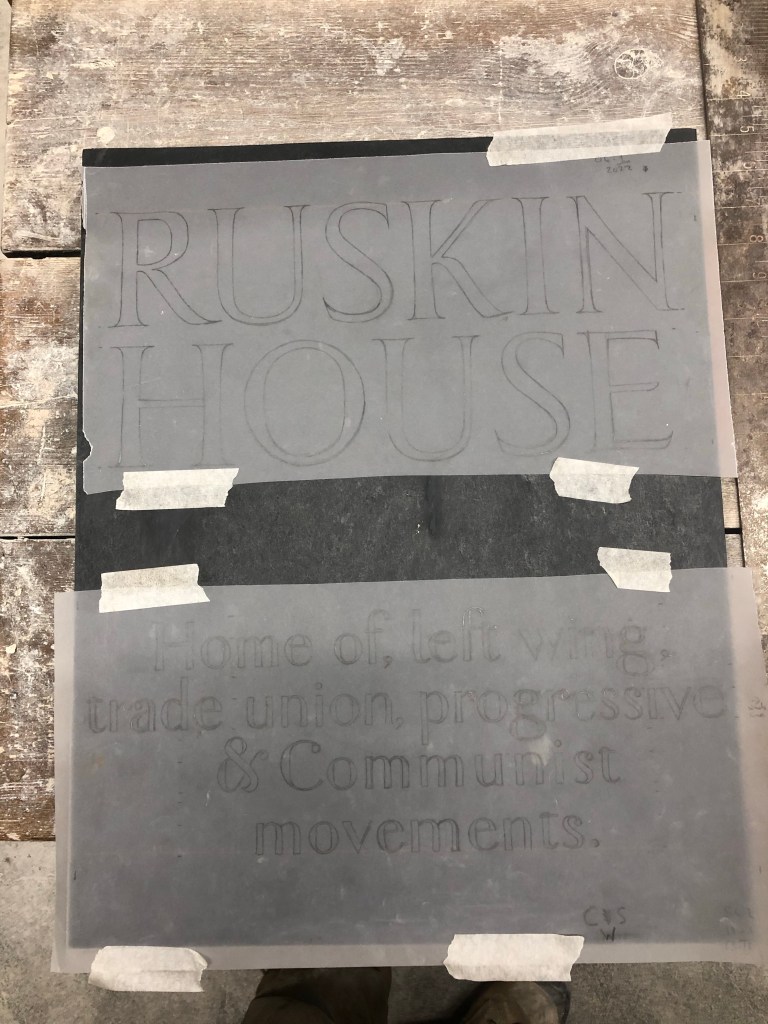 RUSKIN
HOUSE
Home of, left wing,
trade union, progressive
& Communist
movements.